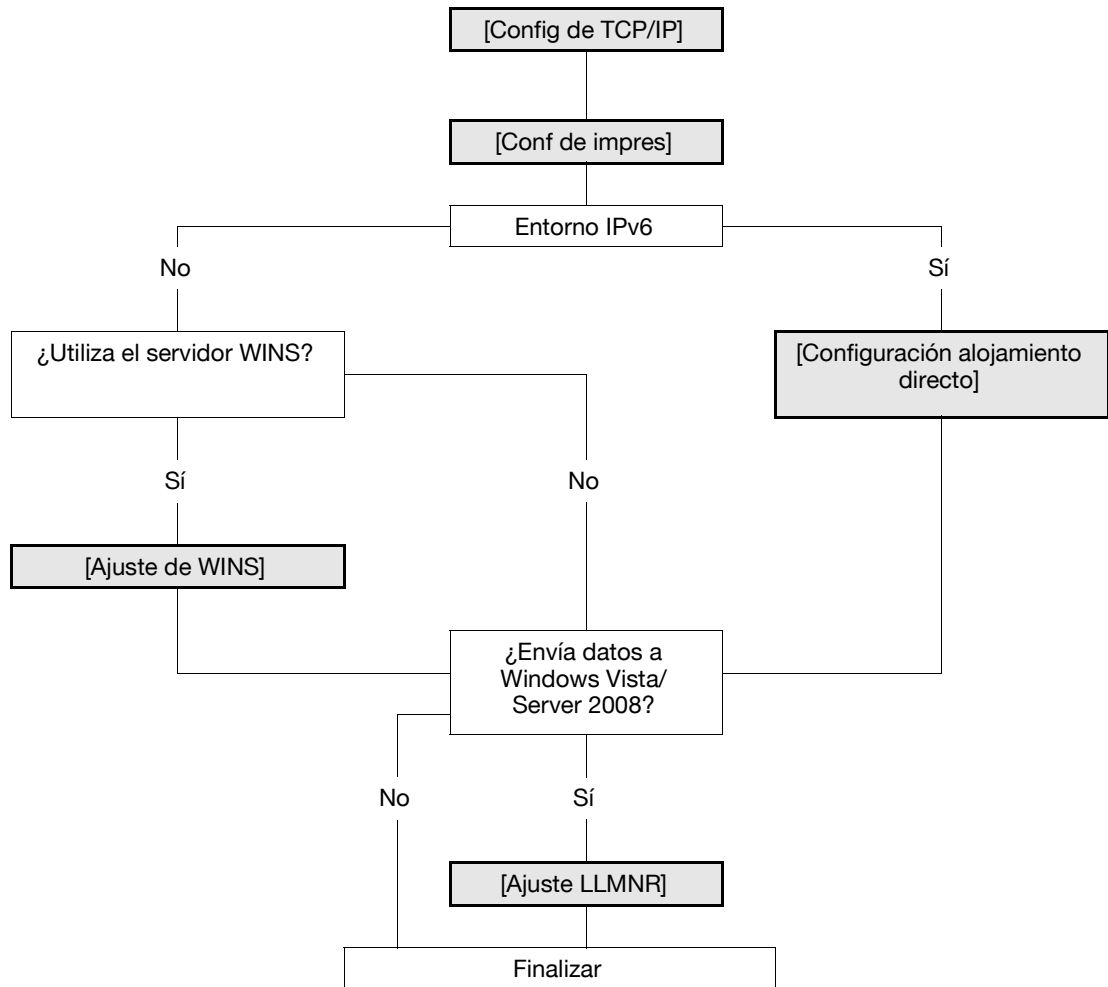 [Config de TCP/IP]
[Conf de impres]
Entorno IPv6
No
Sí
¿Utiliza el servidor WINS?
[Configuración alojamiento
directo]
Sí
No
[Ajuste de WINS]
¿Envía datos a
Windows Vista/
Server 2008?
No
Sí
[Ajuste LLMNR]
Finalizar